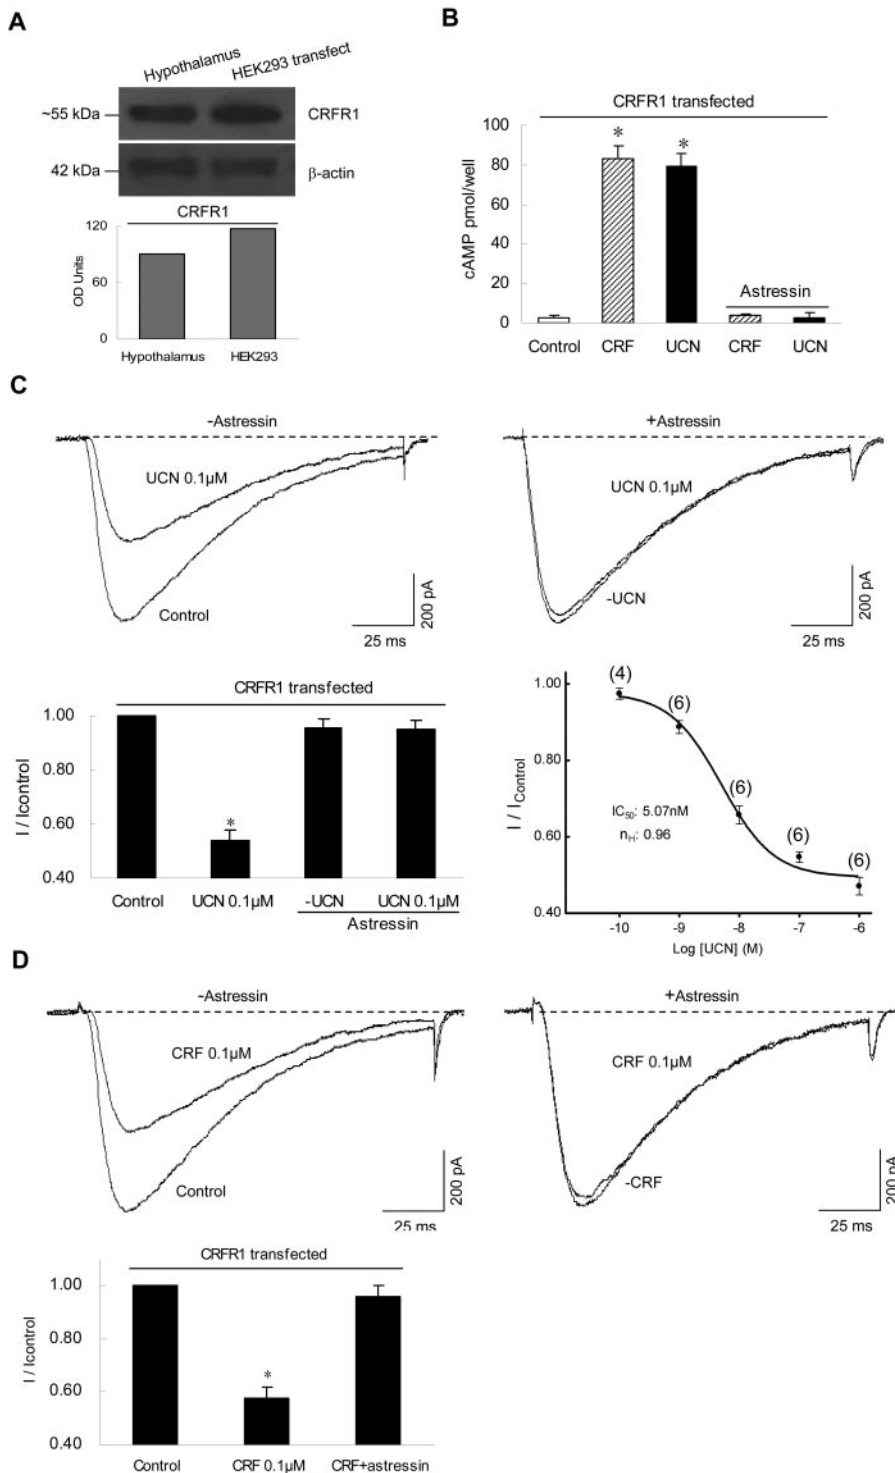 A
Hypothalamus
HEK293 transfect
~55 kDa
CRFR1
42 kDa
β-actin
CRFR1
120
60
0
OD Units
Hypothalamus
HEK293
B
CRFR1 transfected
100
80
60
40
20
0
cAMP pmol/well
*
*
Astressin
Control
CRF
UCN
CRF
UCN
C
-Astressin
UCN 0.1µM
Control
200 pA
25 ms
+Astressin
UCN 0.1µM
-UCN
200 pA
25 ms
CRFR1 transfected
1.00
0.80
0.60
0.40
I / Icontrol
*
Control
UCN 0.1µM
-UCN
UCN 0.1µM
Astressin
1.00
0.80
0.60
0.40
I / IControl
(4)
(6)
(6)
(6)
(6)
IC50: 5.07nM
nH: 0.96
-10
-9
-8
-7
-6
Log [UCN] (M)
D
-Astressin
CRF 0.1µM
Control
200 pA
25 ms
+Astressin
CRF 0.1µM
-CRF
200 pA
25 ms
CRFR1 transfected
1.00
0.80
0.60
0.40
I / Icontrol
*
Control
CRF 0.1µM
CRF+astressin